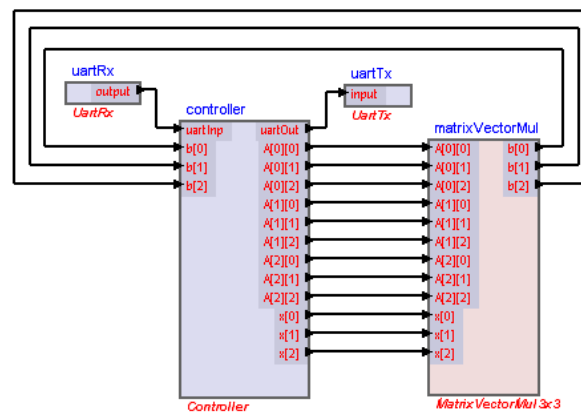 uartRx
output
UartRx
uartTx
input
UartTx
controller
uartInp
b[0]
b[1]
b[2]
uartOut
A[0][0]
A[0][1]
A[0][2]
A[1][0]
A[1][1]
A[1][2]
A[2][0]
A[2][1]
A[2][2]
x[0]
x[1]
x[2]
Controller
matrixVectorMul
A[0][0]
A[0][1]
A[0][2]
A[1][0]
A[1][1]
A[1][2]
A[2][0]
A[2][1]
A[2][2]
x[0]
x[1]
x[2]
b[0]
b[1]
b[2]
MatrixVectorMul3x3